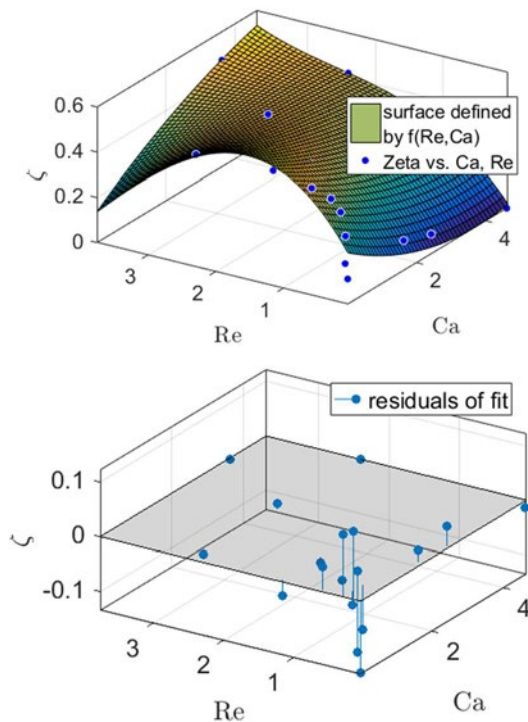 0.6
0.4
0.2
0
ζ
3
2
1
Re
2
4
Ca
surface defined
by f(Re,Ca)
Zeta vs. Ca, Re
residuals of fit
0.1
0
-0.1
ζ
3
2
1
Re
2
4
Ca